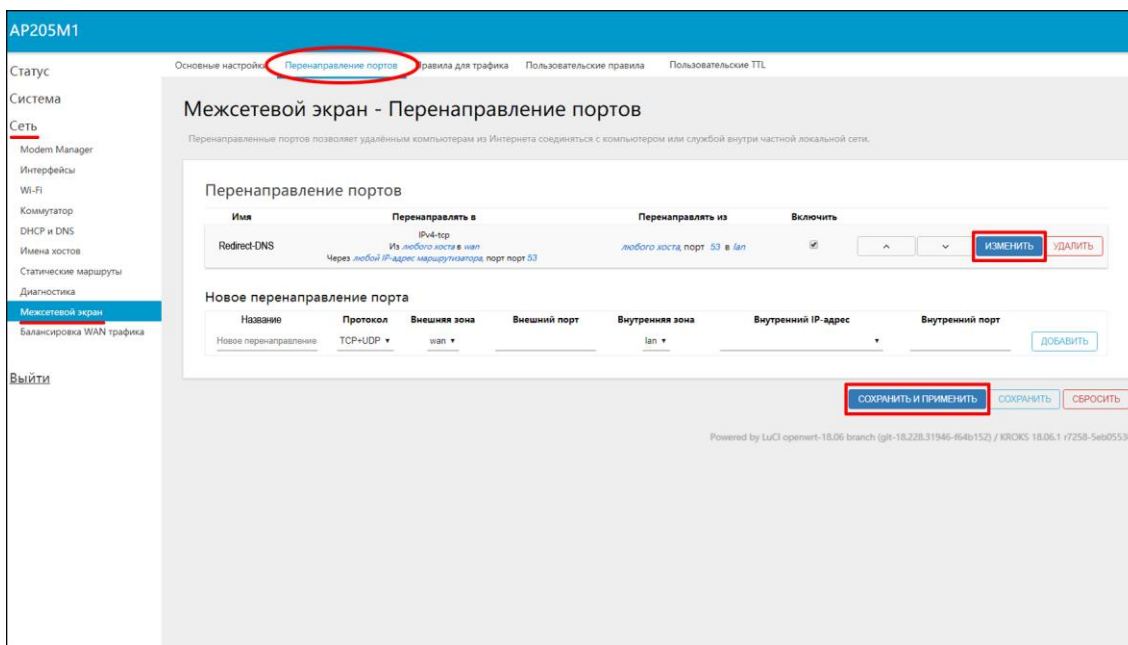 AP205M1
Статус
Система
Сеть
Modem Manager
Интерфейсы
Wi-Fi
Коммутатор
DHCP и DNS
Имена хостов
Статические маршруты
Диагностика
Межсетевой экран
Балансировка WAN трафика
Выйти
Основные настройки Перенаправление портов Правила для трафика Пользовательские правила Пользовательские TTL
Межсетевой экран - Перенаправление портов
Перенаправленные портов позволяет удалённым компьютерам из Интернета соединяться с компьютером или службой внутри частной локальной сети.
Перенаправление портов
Имя Перенаправлять в Перенаправлять из Включить
Redirect-DNS
IPv4-tcp
Из любого хоста в wan
Через любой IP-адрес маршрутизатора, порт порт 53
любого хоста, порт 53 в lan
ИЗМЕНИТЬ УДАЛИТЬ
Новое перенаправление порта
Название Протокол Внешняя зона Внешний порт Внутренняя зона Внутренний IP-адрес Внутренний порт
Новое перенаправление TCP+UDP wan lan ДОБАВИТЬ
СОХРАНИТЬ И ПРИМЕНИТЬ СОХРАНИТЬ СБРОСИТЬ
Powered by LuCI openwrt-18.06 branch (git-18.228.31946-f64b152) / KROKS 18.06.1 r7258-5eb0553